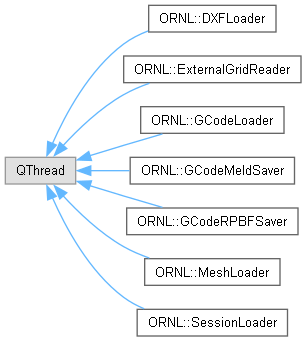 ORNL::DXFLoader
ORNL::ExternalGridReader
ORNL::GCodeLoader
QThread
ORNL::GCodeMeldSaver
ORNL::GCodeRPBFSaver
ORNL::MeshLoader
ORNL::SessionLoader